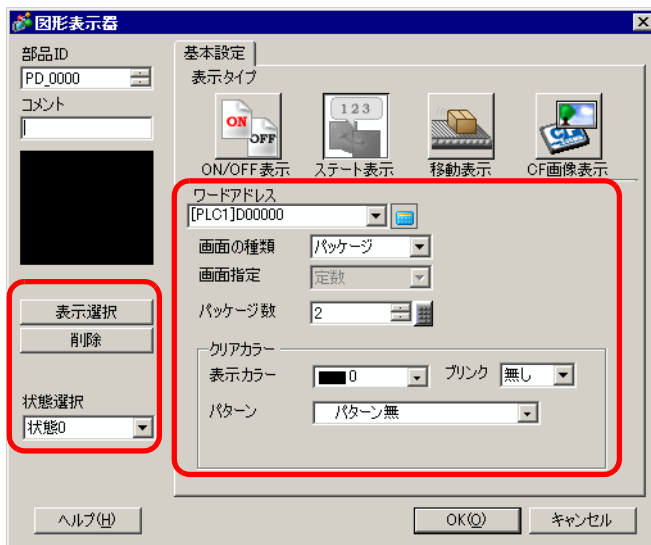 図形表示器
部品ID
PD_0000
コメント
表示選択
削除
状態選択
状態0
基本設定
表示タイプ
ON
OFF
123
ON/OFF表示
ステート表示
移動表示
CF画像表示
ワードアドレス
[PLC1]D00000
画面の種類 パッケージ
画面指定 定数
パッケージ数 2
クリアカラー
表示カラー 0 ブリンク 無し
パターン パターン無
ヘルプ(H)
OK(O)
キャンセル